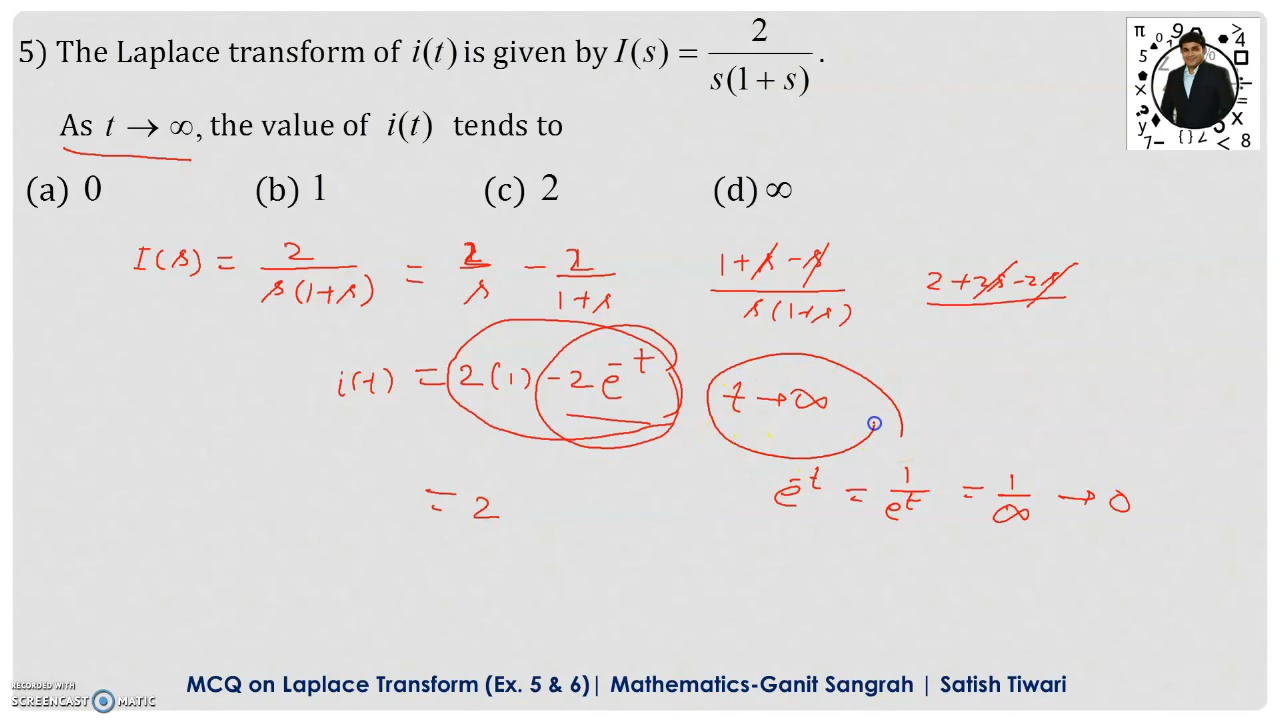 5) The Laplace transform of i(t) is given by I(s) = 2 / s(1 + s) .
As t → ∞, the value of i(t) tends to
(a) 0 (b) 1 (c) 2 (d) ∞
I(s) = 2 / s(1+s) = 2/s - 2/1+s
1+s-s / s(1+s)
2+2s-2s
i(t) = 2(1) - 2e^-t
t → ∞
= 2
e^-t = 1/e^t = 1/∞ → 0
RECORDED WITH
SCREENCAST MATIC
MCQ on Laplace Transform (Ex. 5 & 6)| Mathematics-Ganit Sangrah | Satish Tiwari